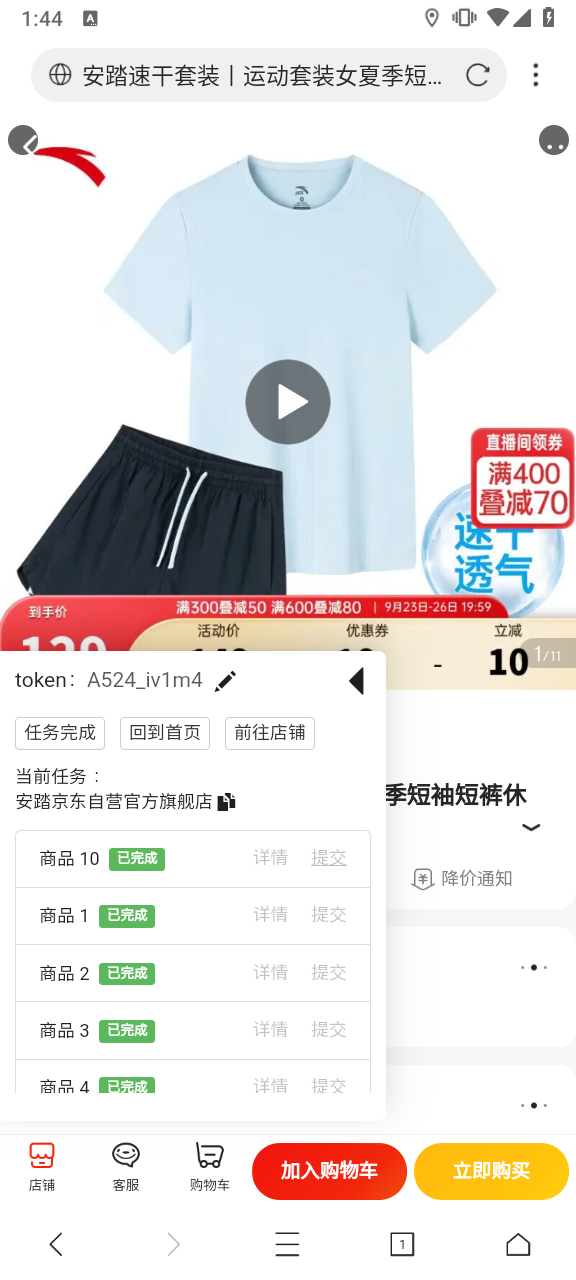 1:44
A
安踏速干套装丨运动套装女夏季短...
直播间领券
满400
叠减70
速干
透气
到手价
满300叠减50 满600叠减80 | 9月23日-26日 19:59
活动价
优惠券
立减
- 10
1/11
token： A524_iv1m4
任务完成 回到首页 前往店铺
当前任务：
安踏京东自营官方旗舰店
季短袖短裤休
降价通知
商品 10 已完成 详情 提交
商品 1 已完成 详情 提交
商品 2 已完成 详情 提交
商品 3 已完成 详情 提交
商品 4 已完成 详情 提交
店铺
客服
购物车
加入购物车
立即购买
1